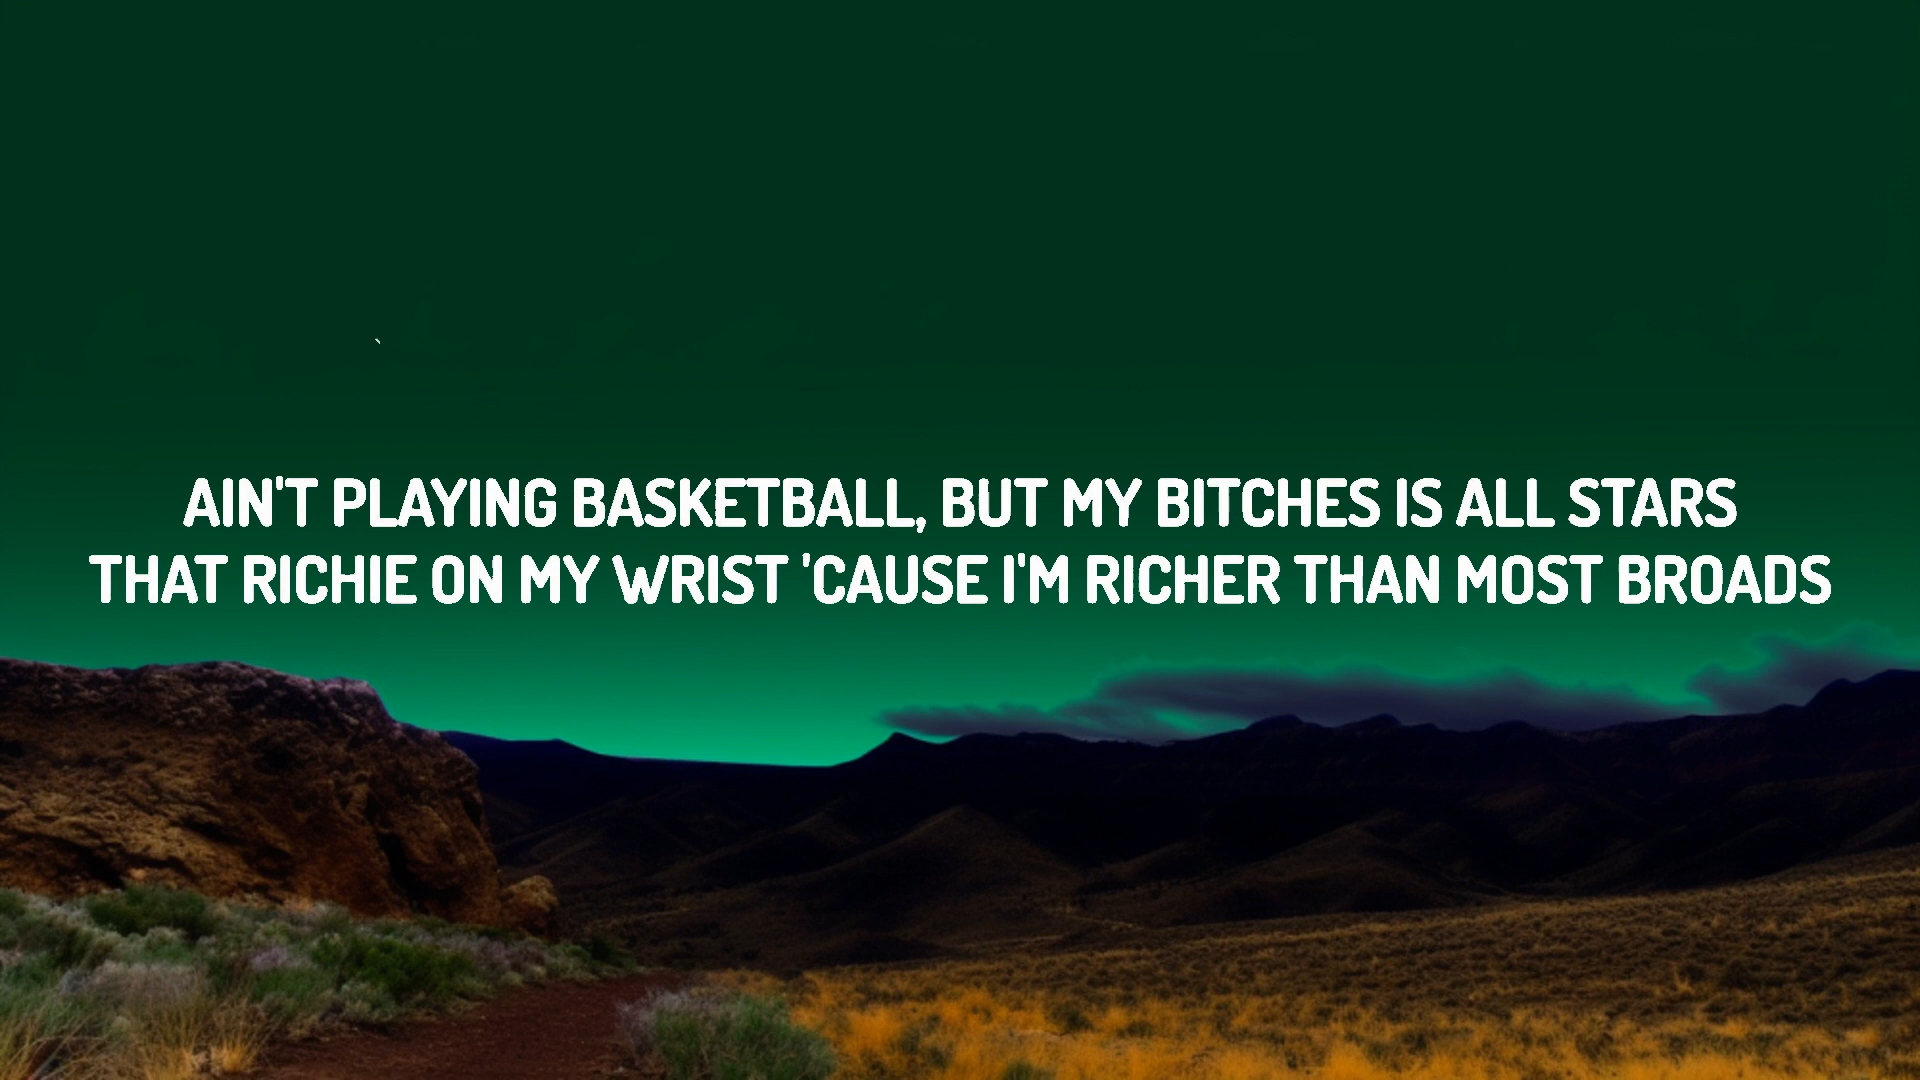 AIN'T PLAYING BASKETBALL, BUT MY BITCHES IS ALL STARS
THAT RICHIE ON MY WRIST 'CAUSE I'M RICHER THAN MOST BROADS